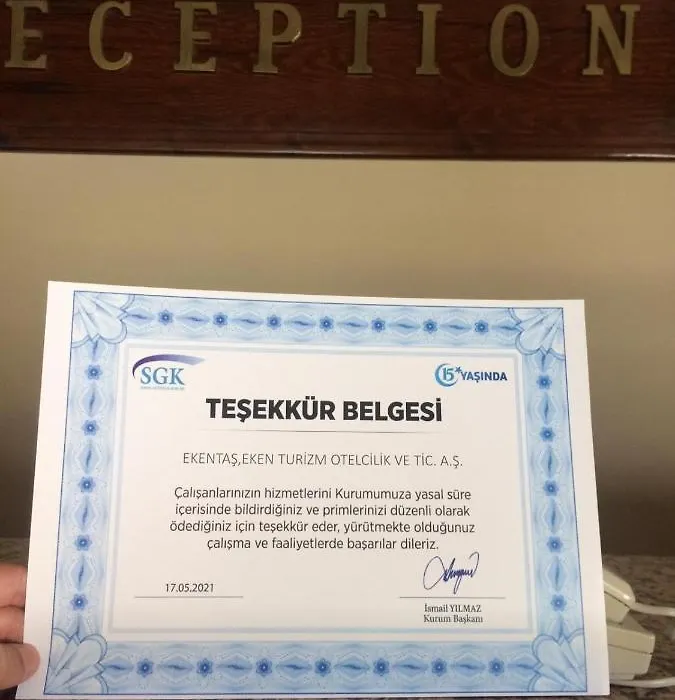 ECEPTION
SGK
15 YAŞINDA
TEŞEKKÜR BELGESİ
EKENTAŞ,EKEN TURİZM OTELCİLİK VE TİC. A.Ş.
Çalışanlarınızın hizmetlerini Kurumumuza yasal süre
içerisinde bildirdiğiniz ve primlerinizi düzenli olarak
ödediğiniz için teşekkür eder, yürütmekte olduğunuz
çalışma ve faaliyetlerde başarılar dileriz.
17.05.2021
İsmail YILMAZ
Kurum Başkanı